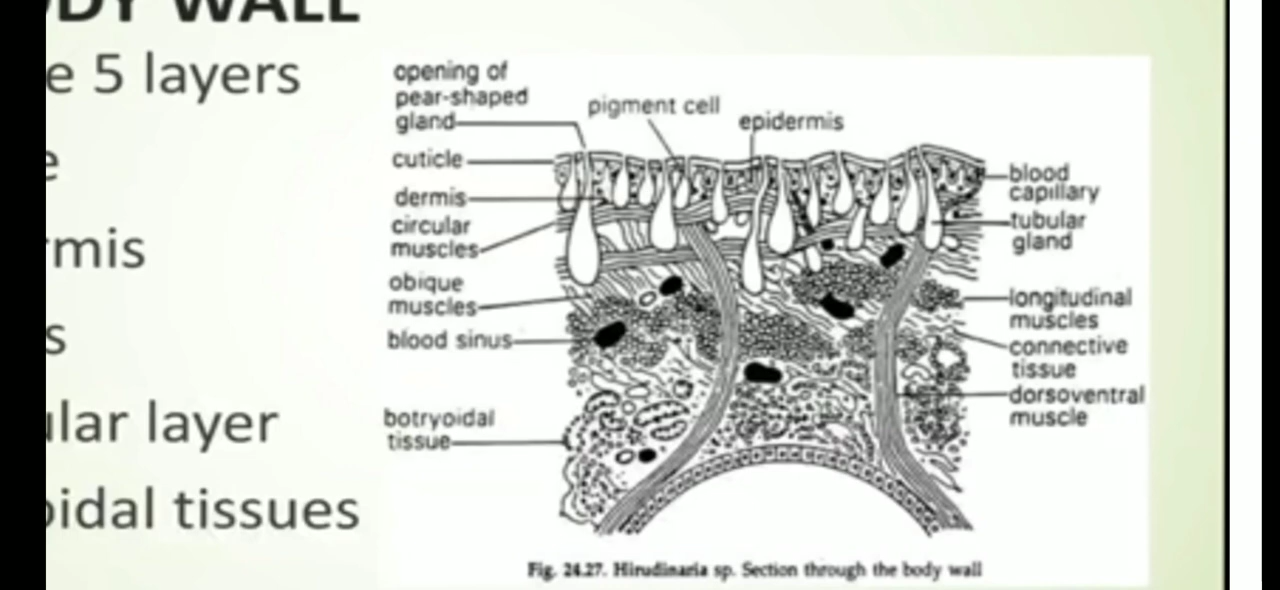 ODY WALL
e 5 layers
e
rmis
s
ular layer
oidal tissues
opening of
pear-shaped
gland
pigment cell
epidermis
cuticle
dermis
circular
muscles
obique
muscles
blood sinus
botryoidal
tissue
blood
capillary
tubular
gland
longitudinal
muscles
connective
tissue
dorsoventral
muscle
Fig. 24.27. Hirudinaria sp. Section through the body wall